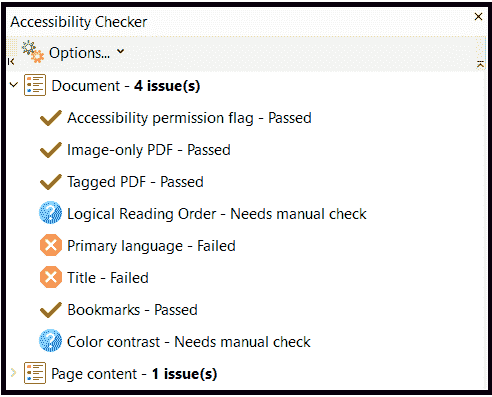 Accessibility Checker
Options...
Document - 4 issue(s)
Accessibility permission flag - Passed
Image-only PDF - Passed
Tagged PDF - Passed
Logical Reading Order - Needs manual check
Primary language - Failed
Title - Failed
Bookmarks - Passed
Color contrast - Needs manual check
Page content - 1 issue(s)